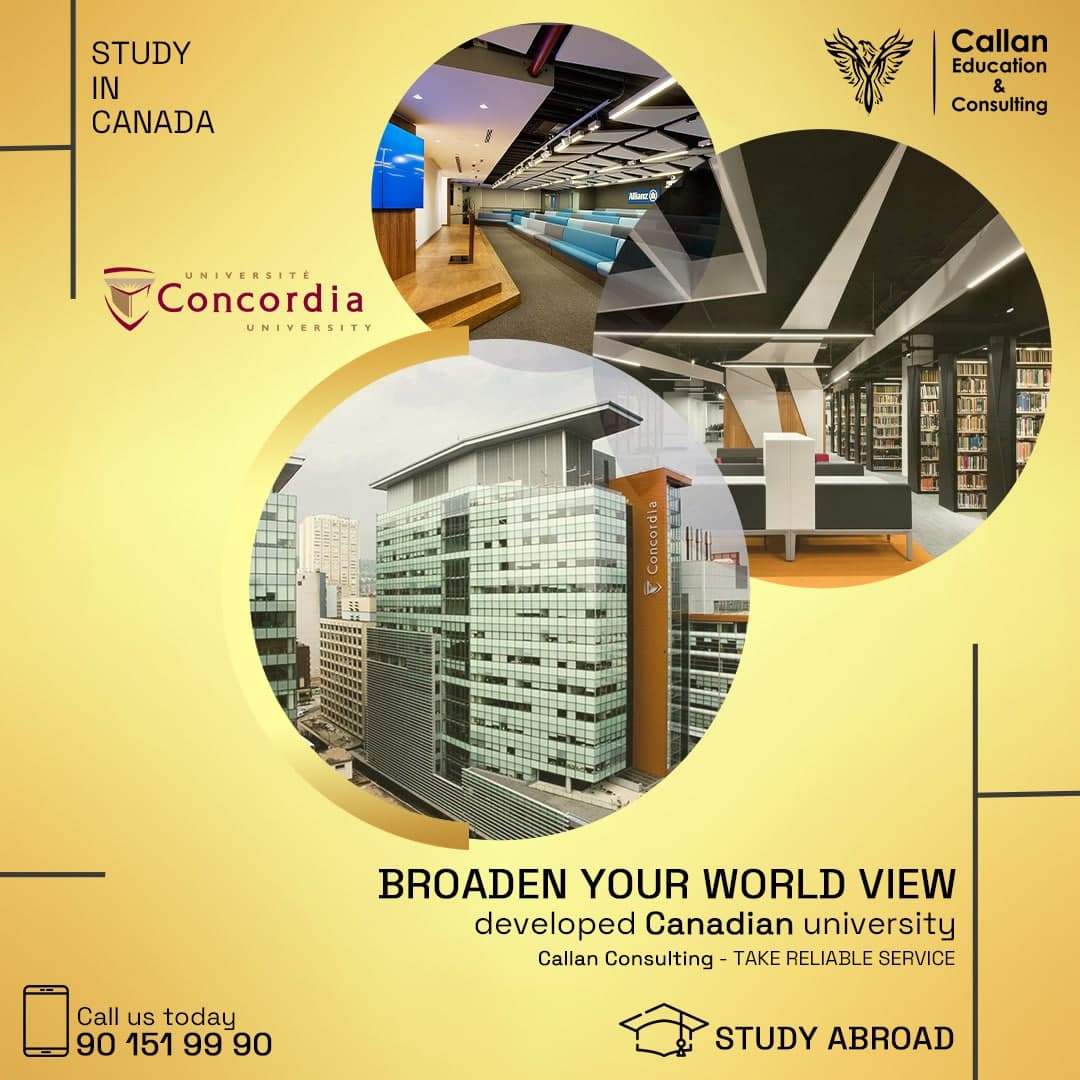 STUDY
IN
CANADA
Callan
Education
&
Consulting
Allianz
UNIVERSITÉ
Concordia
UNIVERSITY
Concordia
BROADEN YOUR WORLD VIEW
developed Canadian university
Callan Consulting - TAKE RELIABLE SERVICE
Call us today
90 151 99 90
STUDY ABROAD